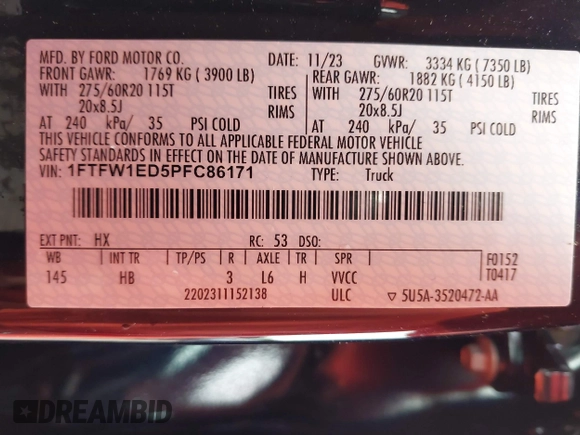 MFD. BY FORD MOTOR CO. DATE: 11/23 GVWR: 3334 KG ( 7350 LB)
FRONT GAWR: 1769 KG ( 3900 LB) REAR GAWR: 1882 KG ( 4150 LB)
WITH 275/60R20 115T TIRES WITH 275/60R20 115T TIRES
20x8.5J RIMS 20x8.5J RIMS
AT 240 kPa/ 35 PSI COLD AT 240 kPa/ 35 PSI COLD
THIS VEHICLE CONFORMS TO ALL APPLICABLE FEDERAL MOTOR VEHICLE
SAFETY STANDARDS IN EFFECT ON THE DATE OF MANUFACTURE SHOWN ABOVE.
VIN: 1FTFW1ED5PFC86171 TYPE: Truck
EXT PNT: HX RC: 53 DSO:
WB INT TR TP/PS R AXLE TR SPR F0152
145 HB 3 L6 H VVCC T0417
2202311152138 ULC ▽ 5U5A-3520472-AA
DREAMBID